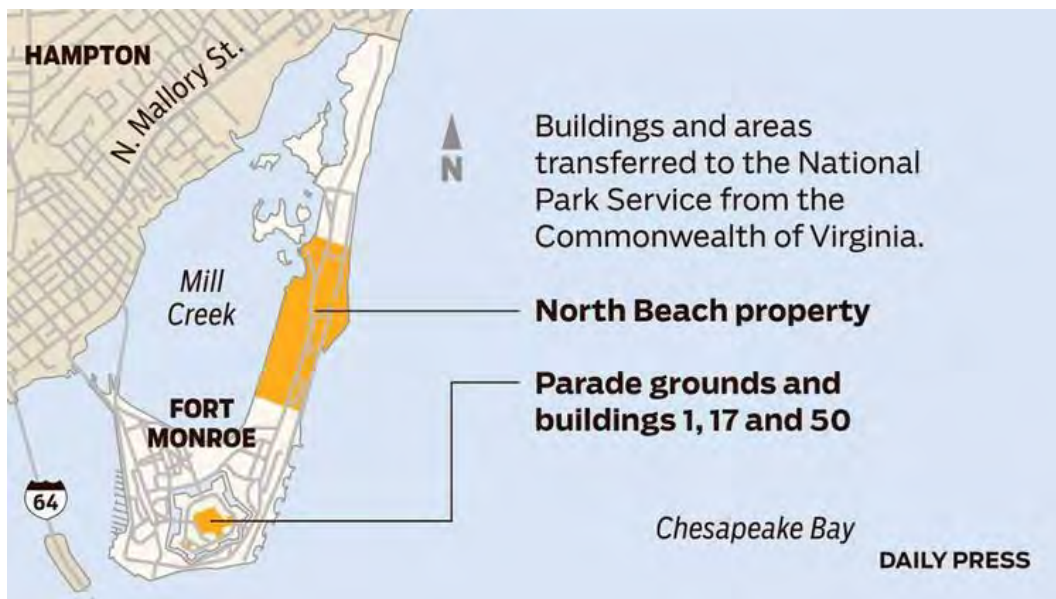 HAMPTON
N. Mallory St.
N
Buildings and areas
transferred to the National
Park Service from the
Commonwealth of Virginia.
Mill
Creek
North Beach property
Parade grounds and
buildings 1, 17 and 50
FORT
MONROE
64
Chesapeake Bay
DAILY PRESS